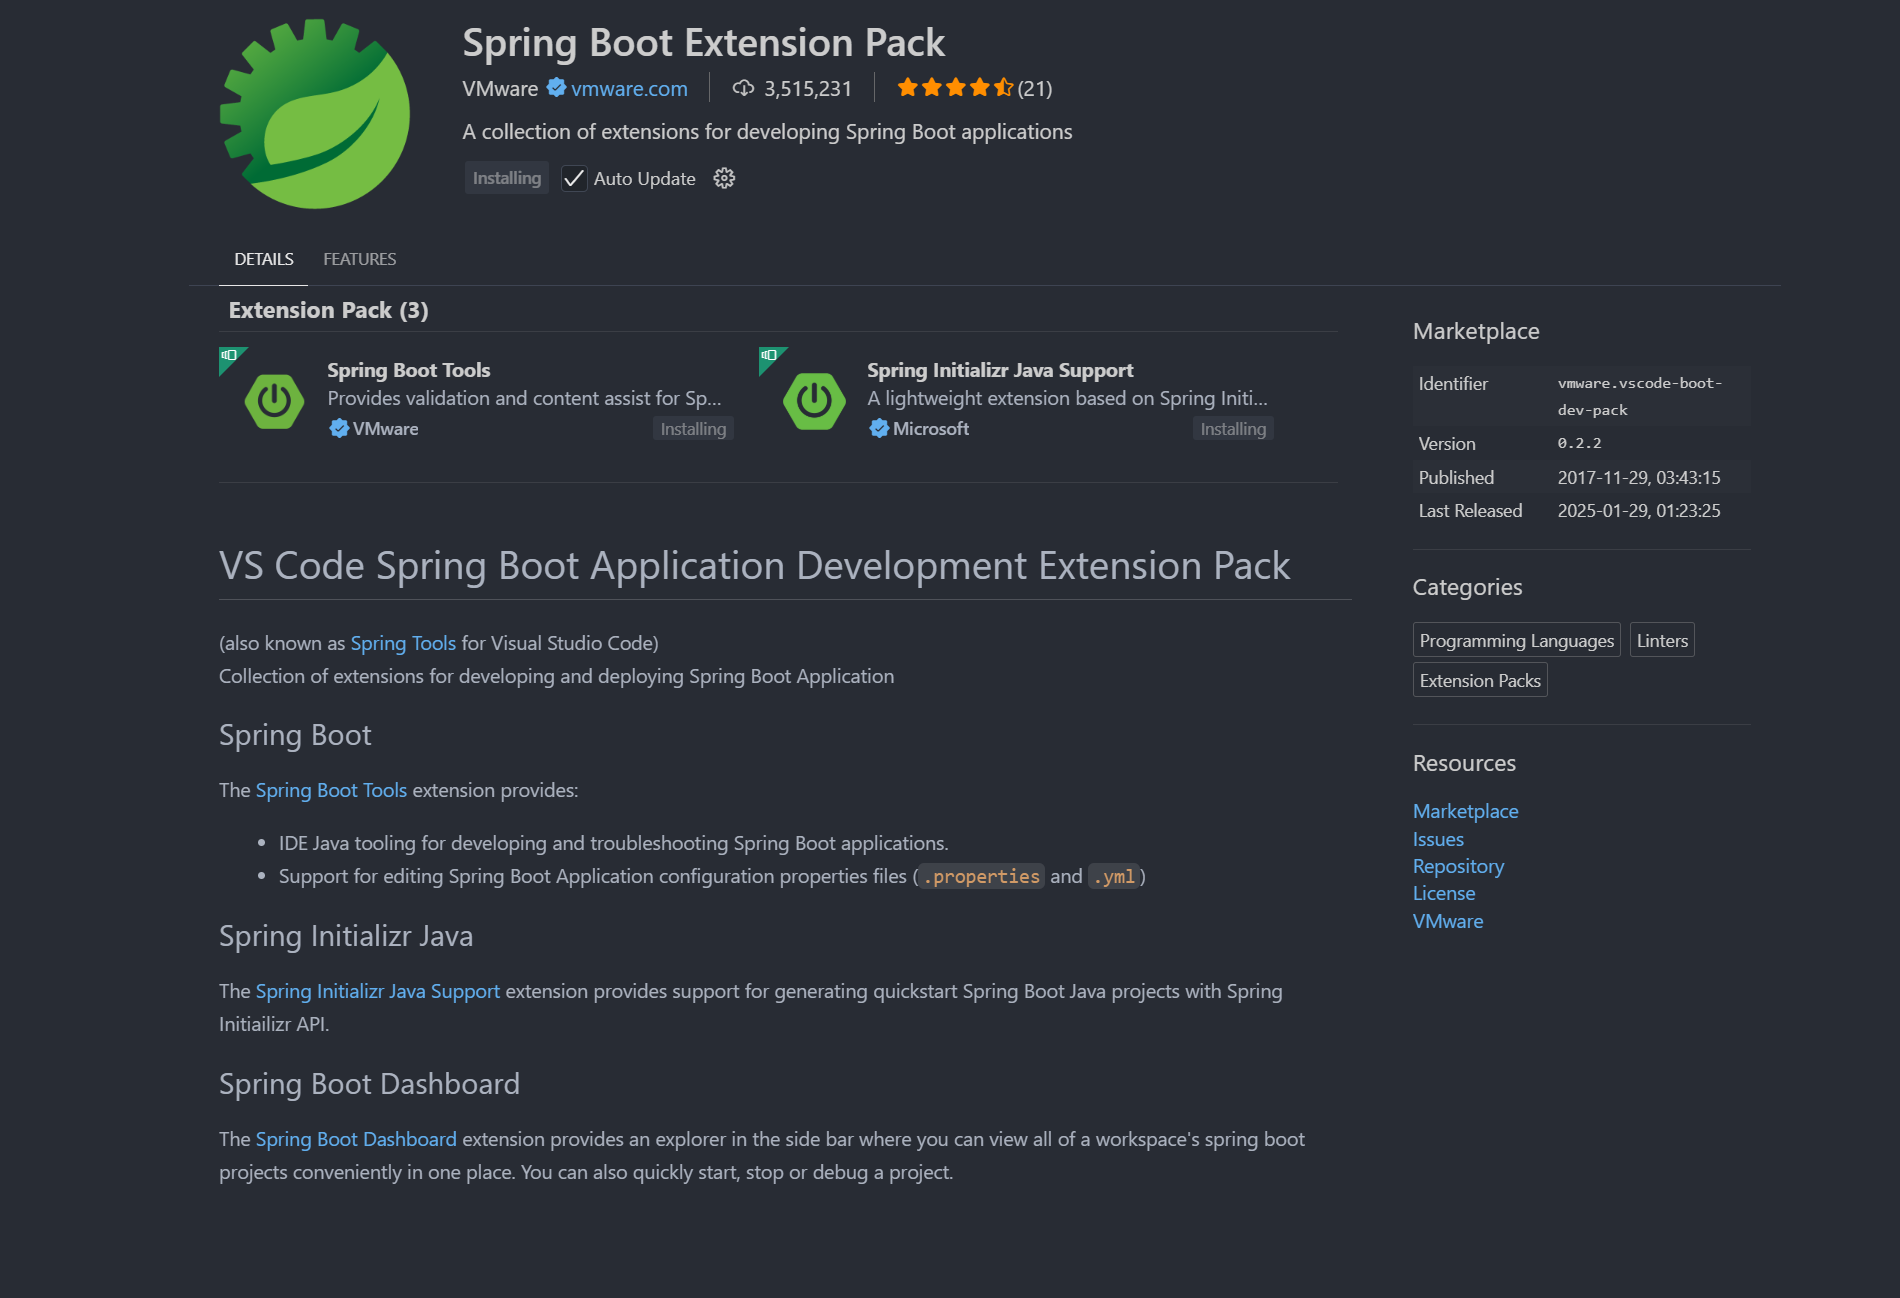 Spring Boot Extension Pack
VMware vmware.com 3,515,231 (21)
A collection of extensions for developing Spring Boot applications
Installing Auto Update
DETAILS FEATURES
Extension Pack (3)
Spring Boot Tools
Provides validation and content assist for Sp...
VMware Installing
Spring Initializr Java Support
A lightweight extension based on Spring Initi...
Microsoft Installing
VS Code Spring Boot Application Development Extension Pack
(also known as Spring Tools for Visual Studio Code)
Collection of extensions for developing and deploying Spring Boot Application
Spring Boot
The Spring Boot Tools extension provides:
• IDE Java tooling for developing and troubleshooting Spring Boot applications.
• Support for editing Spring Boot Application configuration properties files (.properties and .yml)
Spring Initializr Java
The Spring Initializr Java Support extension provides support for generating quickstart Spring Boot Java projects with Spring
Initiailizr API.
Spring Boot Dashboard
The Spring Boot Dashboard extension provides an explorer in the side bar where you can view all of a workspace's spring boot
projects conveniently in one place. You can also quickly start, stop or debug a project.
Marketplace
Identifier vmware.vscode-boot-
dev-pack
Version 0.2.2
Published 2017-11-29, 03:43:15
Last Released 2025-01-29, 01:23:25
Categories
Programming Languages Linters
Extension Packs
Resources
Marketplace
Issues
Repository
License
VMware